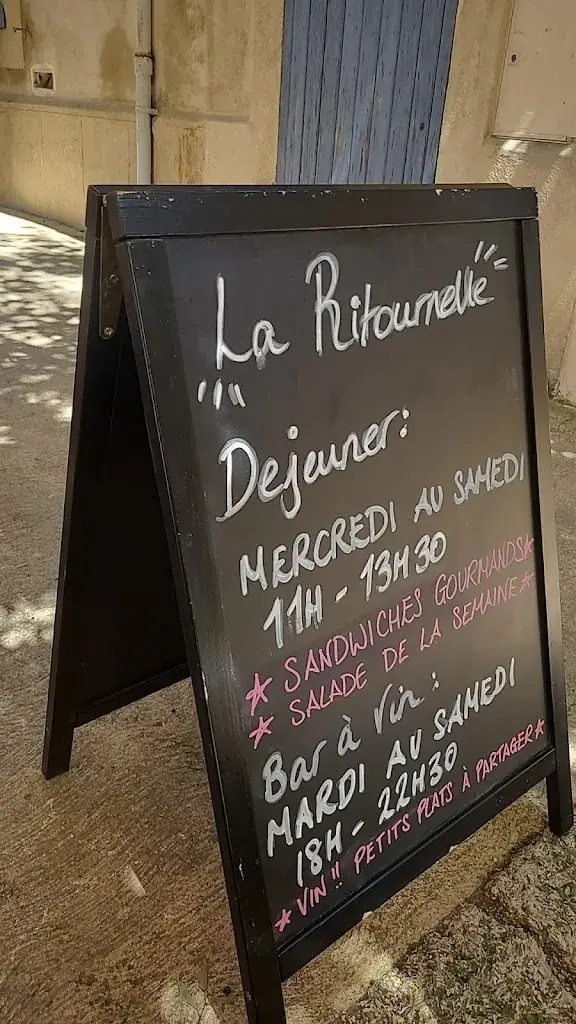 La Ritournelle
Dejeuner:
MERCREDI AU SAMEDI
11H - 13H30
* SANDWICHES GOURMANDS *
* SALADE DE LA SEMAINE *
Bar à Vin :
MARDI AU SAMEDI
18H - 22H30
* VIN !! PETITS PLATS À PARTAGER *